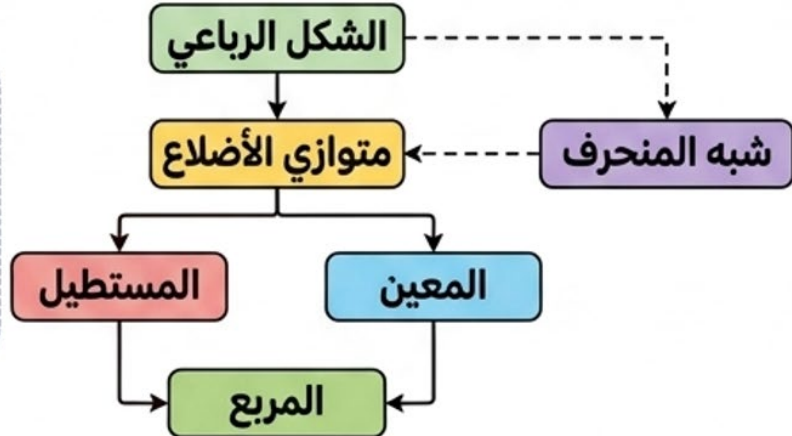 الشكل الرباعي
شبه المنحرف
متوازي الأضلاع
المعين
المستطيل
المربع